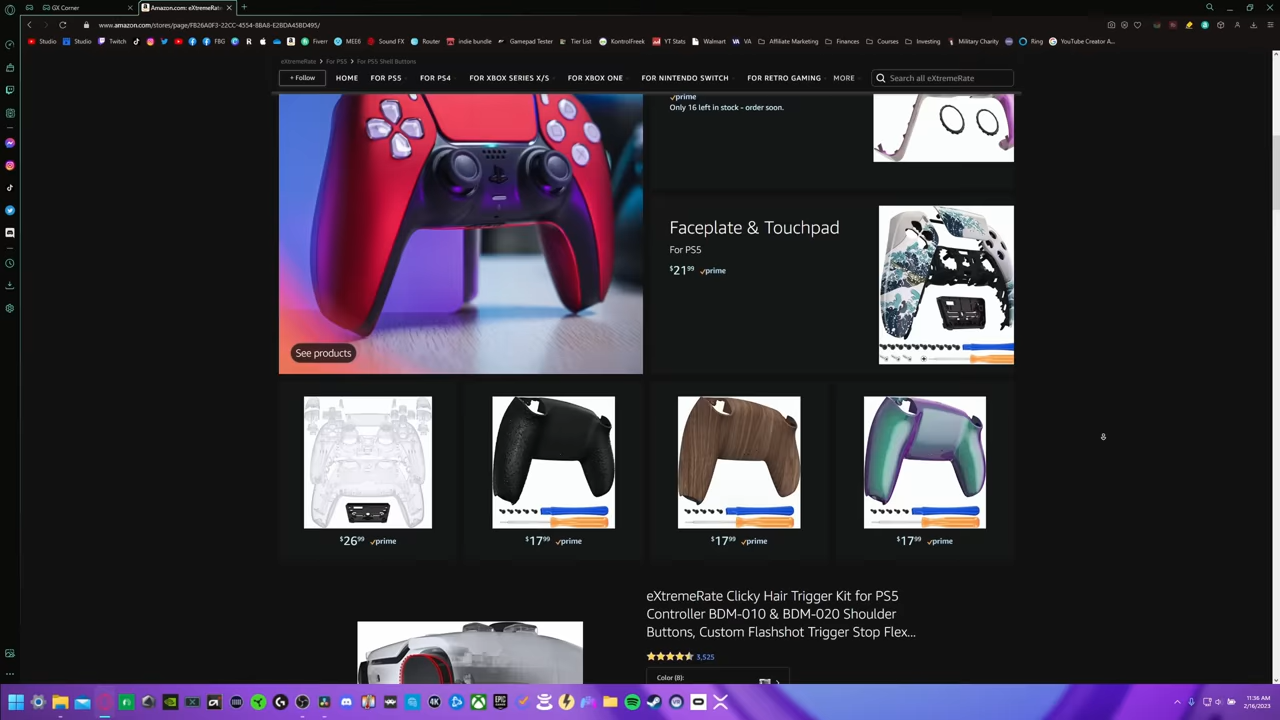 GX Corner
Amazon.com: eXtremeRate
www.amazon.com/stores/page/FB26A0F3-22CC-4554-8BA8-E2BDA45BD495/
Studio
Studio
Twitch
FBG
Fiverr
MEE6
Sound FX
Router
indie bundle
Gamepad Tester
Tier List
KontrolFreek
YT Stats
Walmart
VA
Affiliate Marketing
Finances
Courses
Investing
Military Charity
Ring
YouTube Creator A...
eXtremeRate > For PS5 > For PS5 Shell Buttons
+ Follow
HOME
FOR PS5
FOR PS4
FOR XBOX SERIES X/S
FOR XBOX ONE
FOR NINTENDO SWITCH
FOR RETRO GAMING
MORE
Search all eXtremeRate
prime
Only 16 left in stock - order soon.
Faceplate & Touchpad
For PS5
$21.99 prime
See products
$26.99 prime
$17.99 prime
$17.99 prime
$17.99 prime
eXtremeRate Clicky Hair Trigger Kit for PS5
Controller BDM-010 & BDM-020 Shoulder
Buttons, Custom Flashshot Trigger Stop Flex...
3,525
Color (8):
11:36 AM
2/16/2023